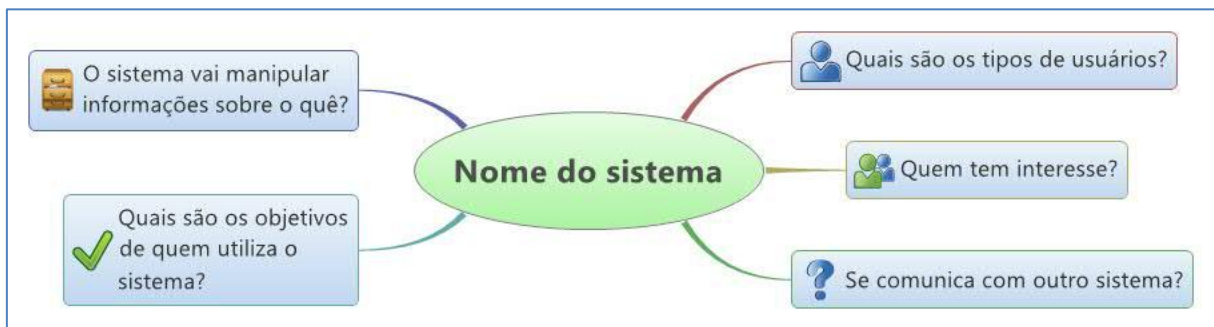 O sistema vai manipular
informações sobre o quê?
Quais são os objetivos
de quem utiliza o
sistema?
Nome do sistema
Quais são os tipos de usuários?
Quem tem interesse?
Se comunica com outro sistema?